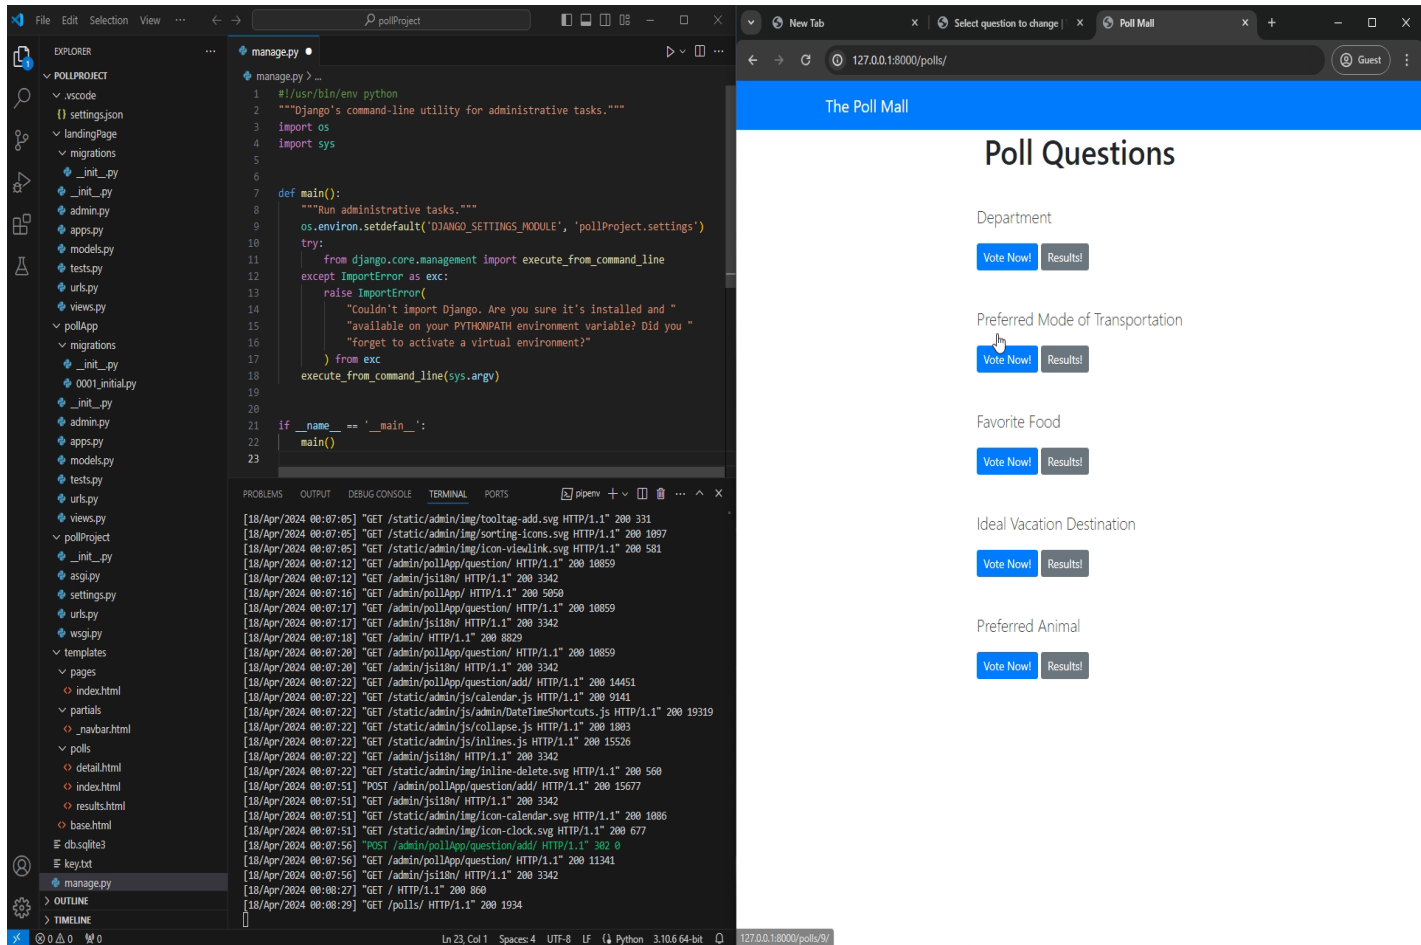 File Edit Selection View ··· pollProject
EXPLORER ···
POLLPROJECT
.vscode
{} settings.json
landingPage
migrations
__init__.py
__init__.py
admin.py
apps.py
models.py
tests.py
urls.py
views.py
pollApp
migrations
__init__.py
0001_initial.py
__init__.py
admin.py
apps.py
models.py
tests.py
urls.py
views.py
pollProject
__init__.py
asgi.py
settings.py
urls.py
wsgi.py
templates
pages
index.html
partials
_navbar.html
polls
detail.html
index.html
results.html
base.html
db.sqlite3
key.txt
manage.py
OUTLINE
TIMELINE
1
manage.py
manage.py > ...
1 #!/usr/bin/env python
2 """Django's command-line utility for administrative tasks."""
3 import os
4 import sys
5
6
7 def main():
8 """Run administrative tasks."""
9 os.environ.setdefault('DJANGO_SETTINGS_MODULE', 'pollProject.settings')
10 try:
11 from django.core.management import execute_from_command_line
12 except ImportError as exc:
13 raise ImportError(
14 "Couldn't import Django. Are you sure it's installed and "
15 "available on your PYTHONPATH environment variable? Did you "
16 "forget to activate a virtual environment?"
17 ) from exc
18 execute_from_command_line(sys.argv)
19
20
21 if __name__ == '__main__':
22 main()
23
PROBLEMS OUTPUT DEBUG CONSOLE TERMINAL PORTS pipenv
[18/Apr/2024 00:07:05] "GET /static/admin/img/tooltag-add.svg HTTP/1.1" 200 331
[18/Apr/2024 00:07:05] "GET /static/admin/img/sorting-icons.svg HTTP/1.1" 200 1097
[18/Apr/2024 00:07:05] "GET /static/admin/img/icon-viewlink.svg HTTP/1.1" 200 581
[18/Apr/2024 00:07:12] "GET /admin/pollApp/question/ HTTP/1.1" 200 10859
[18/Apr/2024 00:07:12] "GET /admin/jsi18n/ HTTP/1.1" 200 3342
[18/Apr/2024 00:07:16] "GET /admin/pollApp/ HTTP/1.1" 200 5050
[18/Apr/2024 00:07:17] "GET /admin/pollApp/question/ HTTP/1.1" 200 10859
[18/Apr/2024 00:07:17] "GET /admin/jsi18n/ HTTP/1.1" 200 3342
[18/Apr/2024 00:07:18] "GET /admin/ HTTP/1.1" 200 8829
[18/Apr/2024 00:07:20] "GET /admin/pollApp/question/ HTTP/1.1" 200 10859
[18/Apr/2024 00:07:20] "GET /admin/jsi18n/ HTTP/1.1" 200 3342
[18/Apr/2024 00:07:22] "GET /admin/pollApp/question/add/ HTTP/1.1" 200 14451
[18/Apr/2024 00:07:22] "GET /static/admin/js/calendar.js HTTP/1.1" 200 9141
[18/Apr/2024 00:07:22] "GET /static/admin/js/admin/DateTimeShortcuts.js HTTP/1.1" 200 19319
[18/Apr/2024 00:07:22] "GET /static/admin/js/collapse.js HTTP/1.1" 200 1803
[18/Apr/2024 00:07:22] "GET /static/admin/js/inlines.js HTTP/1.1" 200 15526
[18/Apr/2024 00:07:22] "GET /admin/jsi18n/ HTTP/1.1" 200 3342
[18/Apr/2024 00:07:22] "GET /static/admin/img/inline-delete.svg HTTP/1.1" 200 560
[18/Apr/2024 00:07:51] "POST /admin/pollApp/question/add/ HTTP/1.1" 200 15677
[18/Apr/2024 00:07:51] "GET /admin/jsi18n/ HTTP/1.1" 200 3342
[18/Apr/2024 00:07:51] "GET /static/admin/img/icon-calendar.svg HTTP/1.1" 200 1086
[18/Apr/2024 00:07:51] "GET /static/admin/img/icon-clock.svg HTTP/1.1" 200 677
[18/Apr/2024 00:07:56] "POST /admin/pollApp/question/add/ HTTP/1.1" 302 0
[18/Apr/2024 00:07:56] "GET /admin/pollApp/question/ HTTP/1.1" 200 11341
[18/Apr/2024 00:07:56] "GET /admin/jsi18n/ HTTP/1.1" 200 3342
[18/Apr/2024 00:08:27] "GET / HTTP/1.1" 200 860
[18/Apr/2024 00:08:29] "GET /polls/ HTTP/1.1" 200 1934
0 0 0 Ln 23, Col 1 Spaces: 4 UTF-8 LF Python 3.10.6 64-bit
New Tab Select question to change | Poll Mall
127.0.0.1:8000/polls/ Guest
The Poll Mall
Poll Questions
Department
Vote Now! Results!
Preferred Mode of Transportation
Vote Now! Results!
Favorite Food
Vote Now! Results!
Ideal Vacation Destination
Vote Now! Results!
Preferred Animal
Vote Now! Results!
127.0.0.1:8000/polls/9/